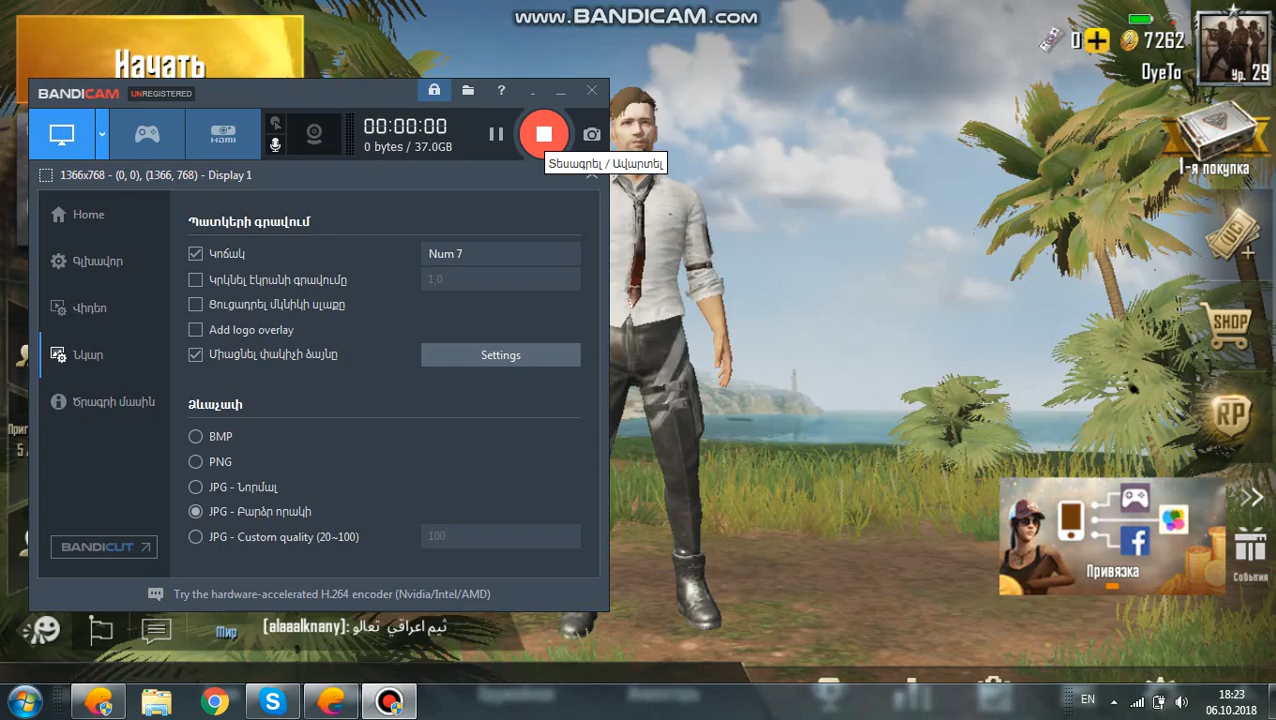 www.BANDICAM.com
Начать
0
7262
OyeTo
Ур. 29
BANDICAM UNREGISTERED
?
HDMI
00:00:00
0 bytes / 37.0GB
Տեսագրել / Ավարտել
1366x768 - (0, 0), (1366, 768) - Display 1
1-я покупка
Home
Գլխավոր
Վիդեո
Նկար
Ծրագրի մասին
Պատկերի գրավում
Կոճակ
Num 7
Կրկնել էկրանի գրավումը
1,0
Ցուցադրել մկնիկի սլաքը
Add logo overlay
Միացնել փակիչի ձայնը
Settings
Ձևաչափ
BMP
PNG
JPG - Նորմալ
JPG - Բարձր որակի
JPG - Custom quality (20~100)
100
BANDICUT
Try the hardware-accelerated H.264 encoder (Nvidia/Intel/AMD)
UC
SHOP
RP
Привязка
События
Мир
[alaaalknany]: ثيم اعراقي تعالو
EN
18:23
06.10.2018